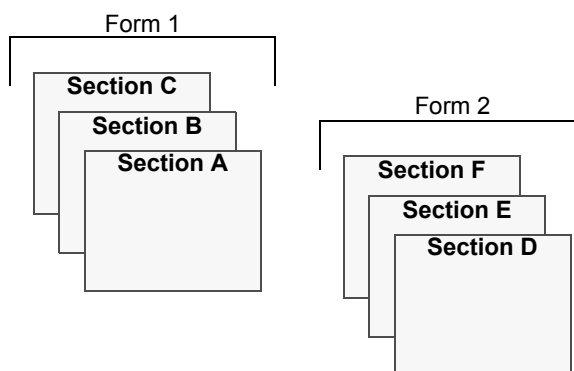 Form 1
Section C
Section B
Section A
Form 2
Section F
Section E
Section D